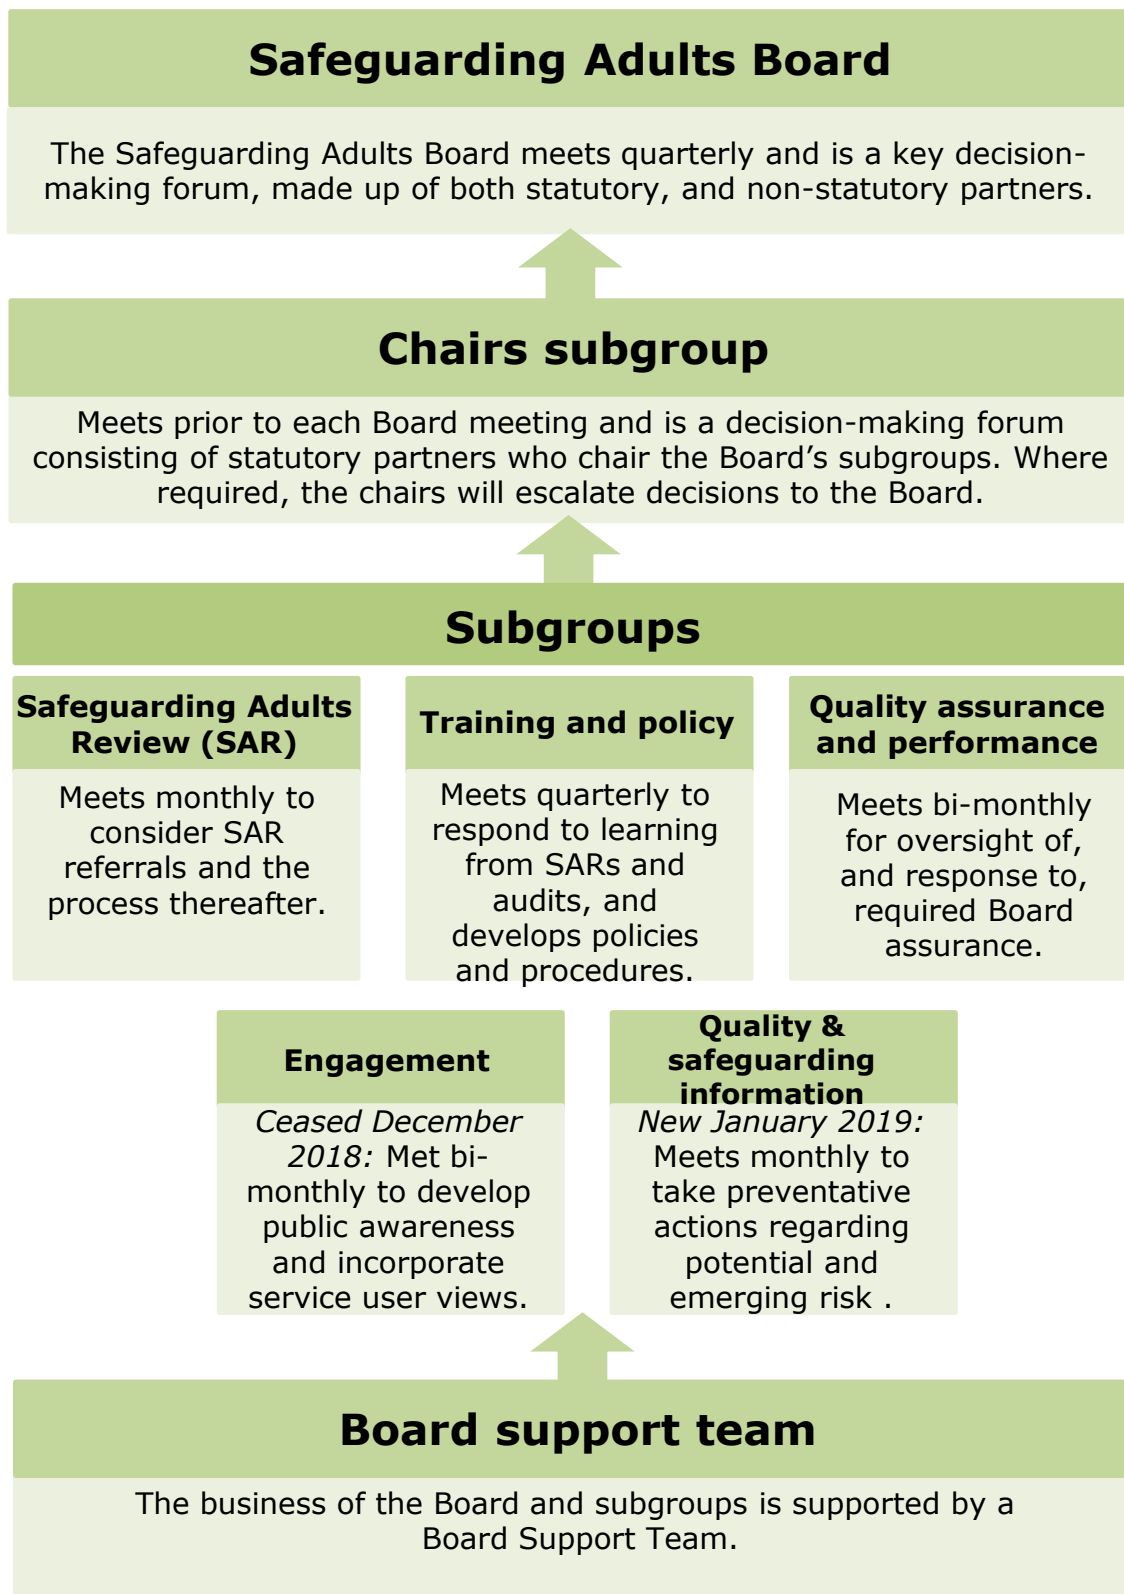 Safeguarding Adults Board
The Safeguarding Adults Board meets quarterly and is a key decision-
making forum, made up of both statutory, and non-statutory partners.
Chairs subgroup
Meets prior to each Board meeting and is a decision-making forum
consisting of statutory partners who chair the Board’s subgroups. Where
required, the chairs will escalate decisions to the Board.
Subgroups
Safeguarding Adults
Review (SAR)
Meets monthly to
consider SAR
referrals and the
process thereafter.
Training and policy
Meets quarterly to
respond to learning
from SARs and
audits, and
develops policies
and procedures.
Quality assurance
and performance
Meets bi-monthly
for oversight of,
and response to,
required Board
assurance.
Engagement
Ceased December
2018: Met bi-
monthly to develop
public awareness
and incorporate
service user views.
Quality &
safeguarding
information
New January 2019:
Meets monthly to
take preventative
actions regarding
potential and
emerging risk .
Board support team
The business of the Board and subgroups is supported by a
Board Support Team.